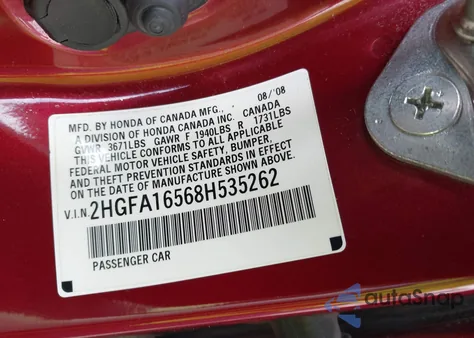 MFD. BY HONDA OF CANADA MFG., 08/'08
A DIVISION OF HONDA CANADA INC. CANADA
GVWR 3671LBS GAWR F 1940LBS R 1731LBS
THIS VEHICLE CONFORMS TO ALL APPLICABLE
FEDERAL MOTOR VEHICLE SAFETY, BUMPER,
AND THEFT PREVENTION STANDARDS IN EFFECT
ON THE DATE OF MANUFACTURE SHOWN ABOVE.
V.I.N. 2HGFA16568H535262
PASSENGER CAR
autoSnap